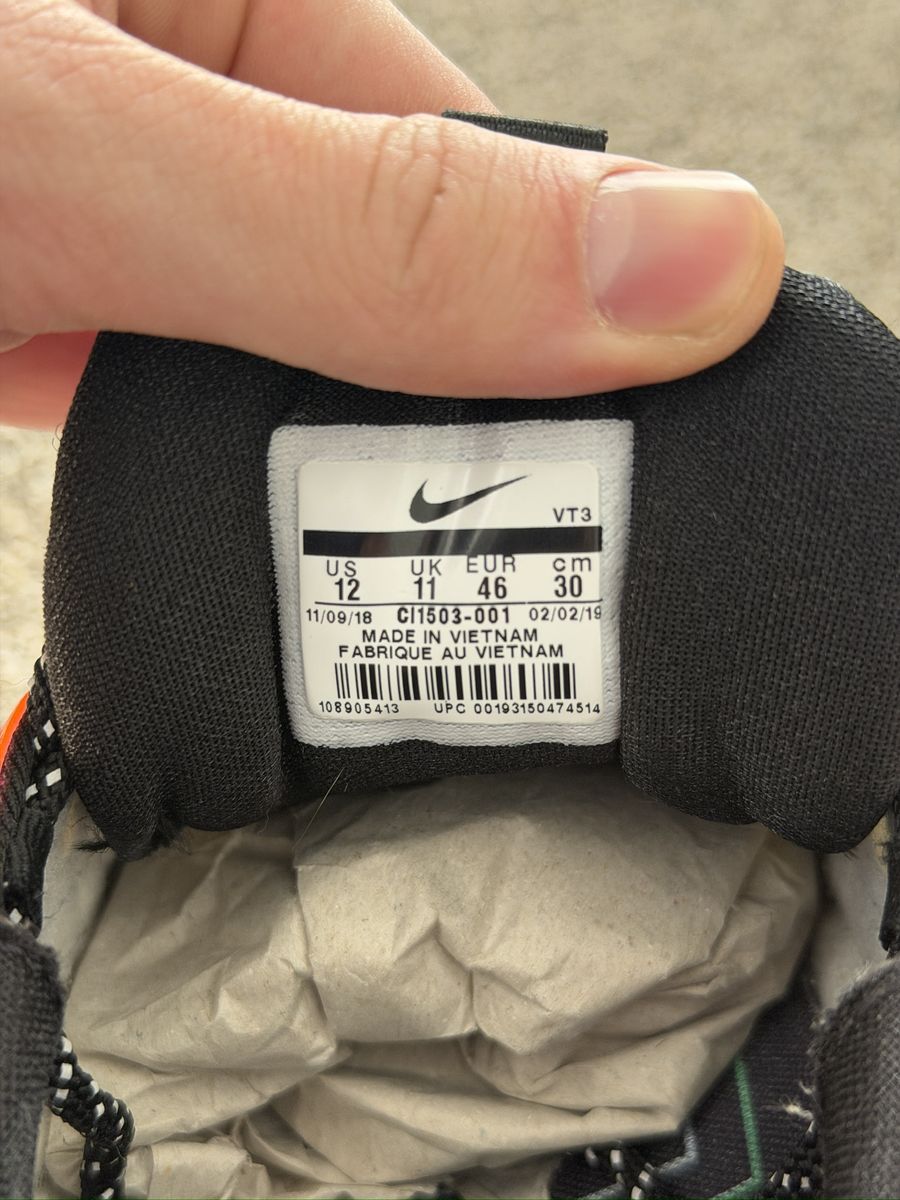 VT3
US UK EUR cm
12 11 46 30
11/09/18 CI1503-001 02/02/19
MADE IN VIETNAM
FABRIQUE AU VIETNAM
108905413 UPC 00193150474514